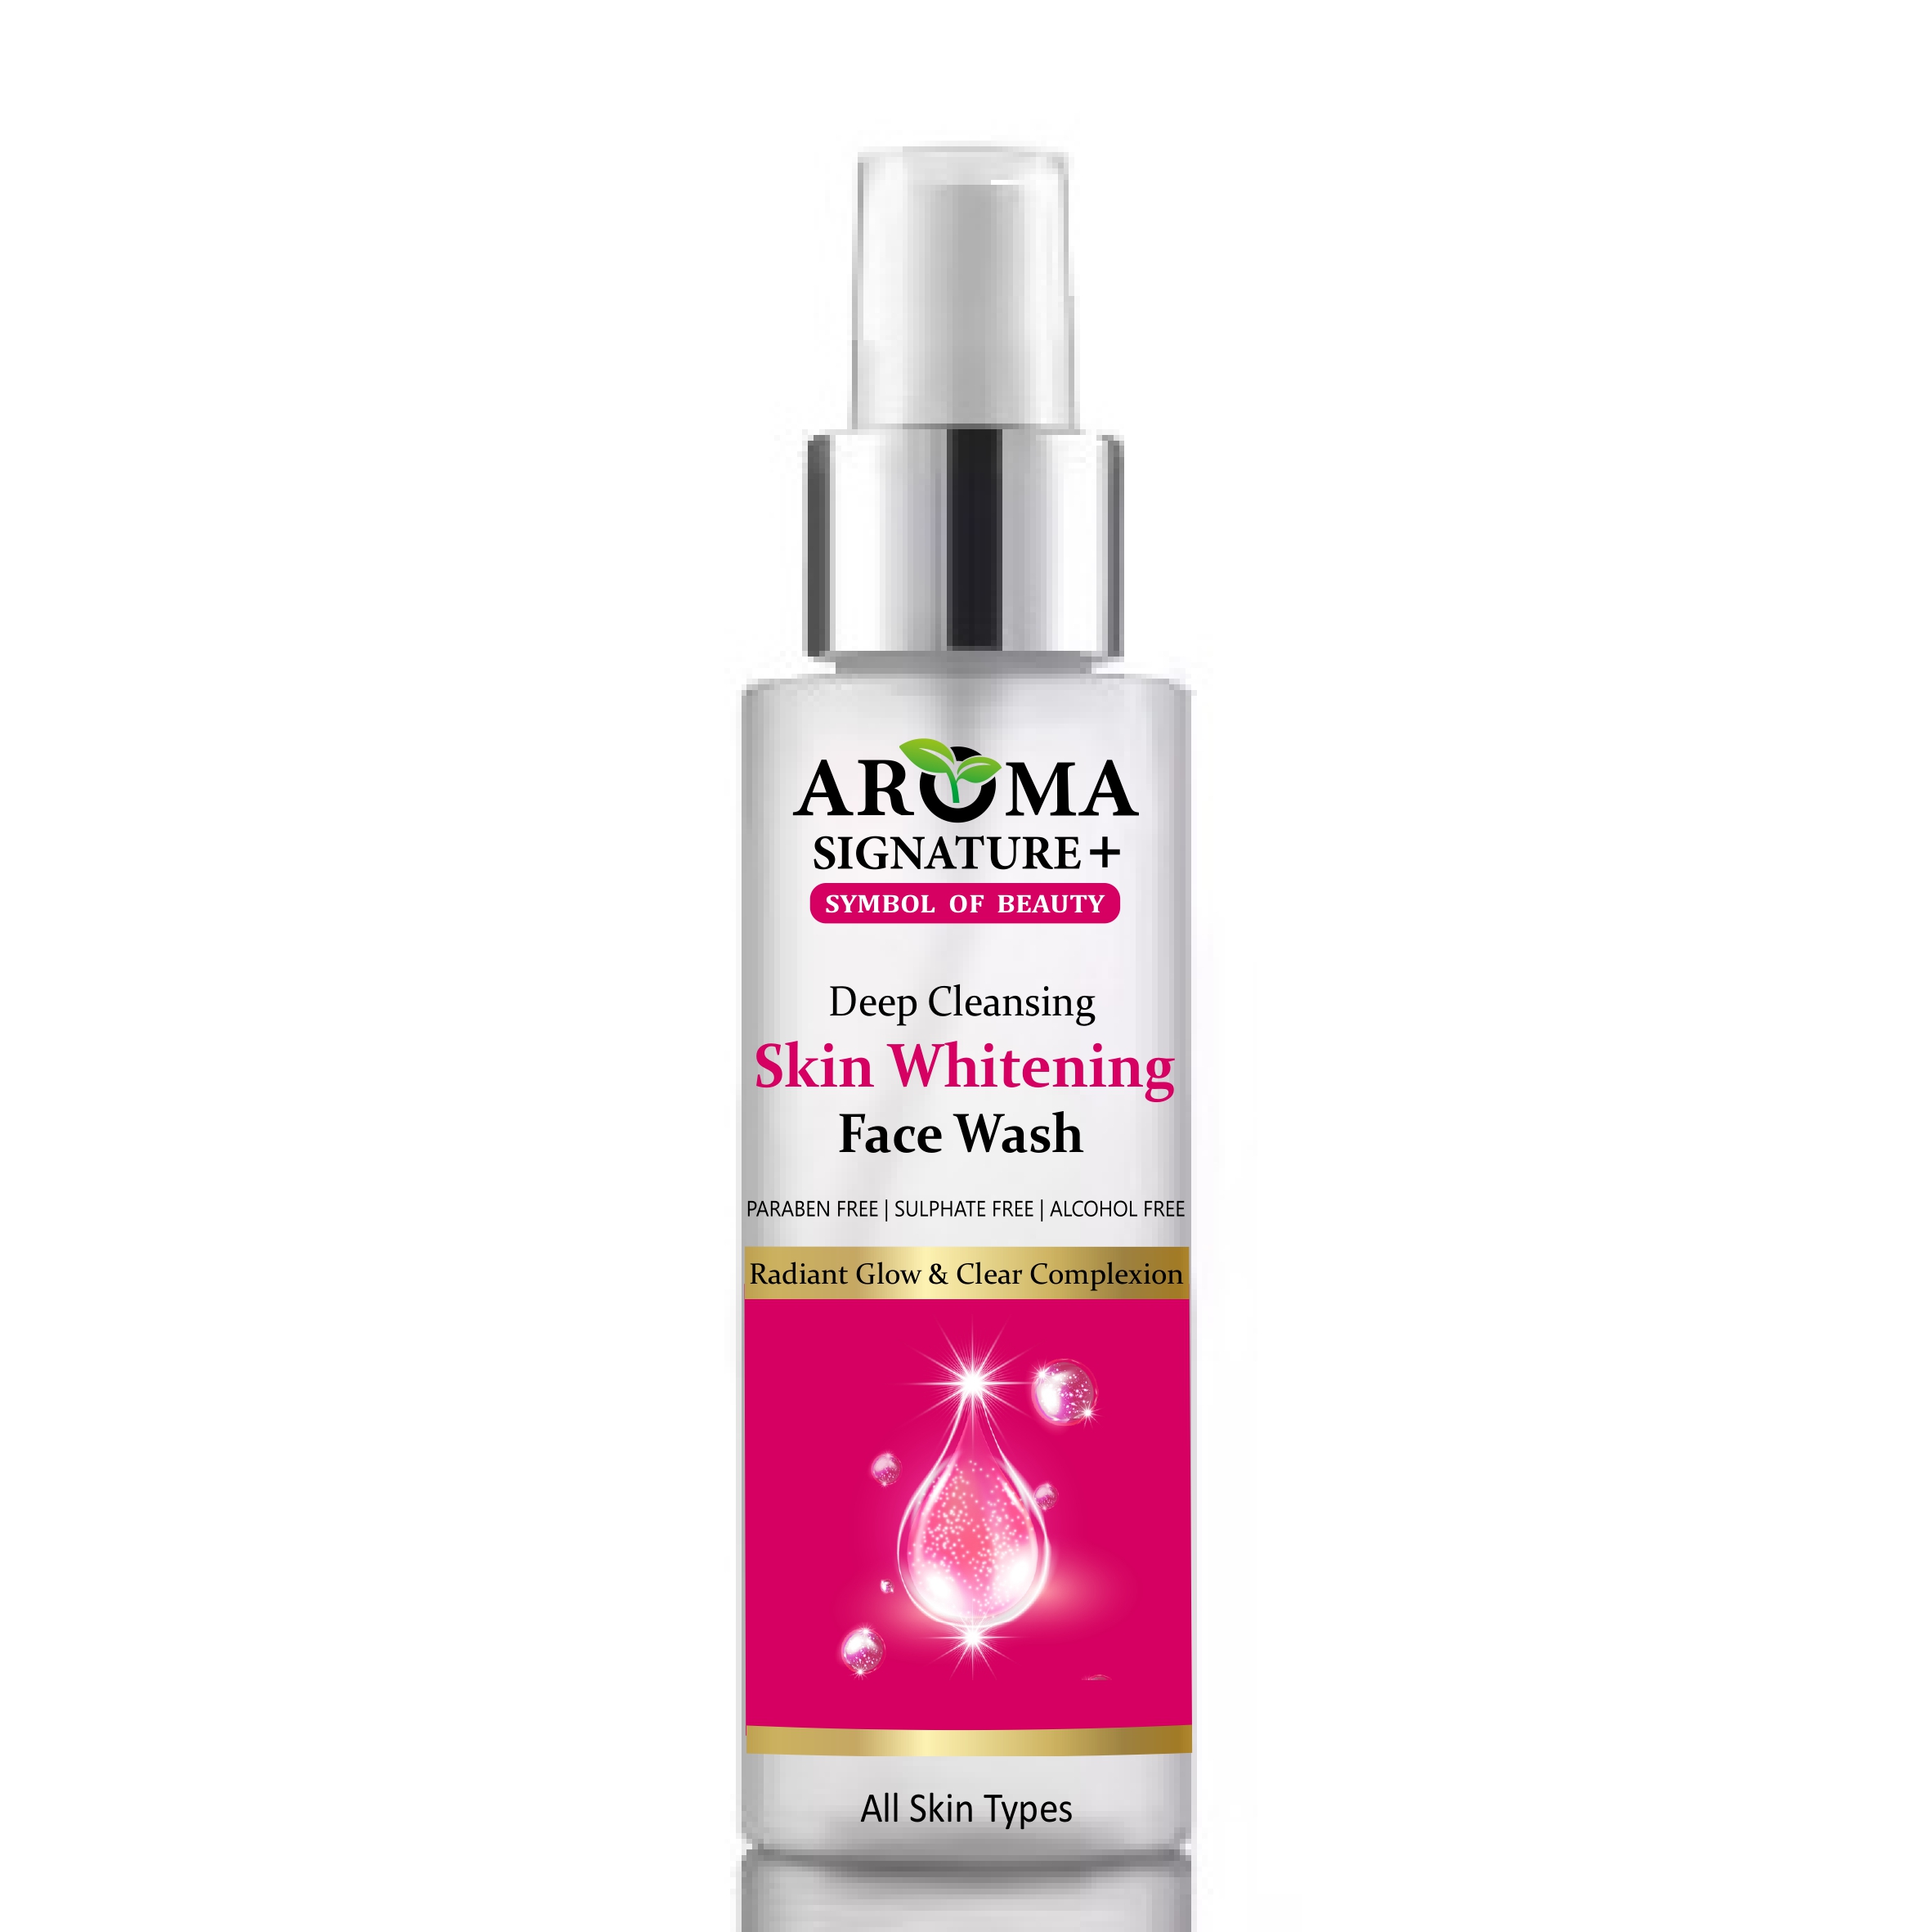 AROMA
SIGNATURE+
SYMBOL OF BEAUTY
Deep Cleansing
Skin Whitening
Face Wash
PARABEN FREE | SULPHATE FREE | ALCOHOL FREE
Radiant Glow & Clear Complexion
All Skin Types